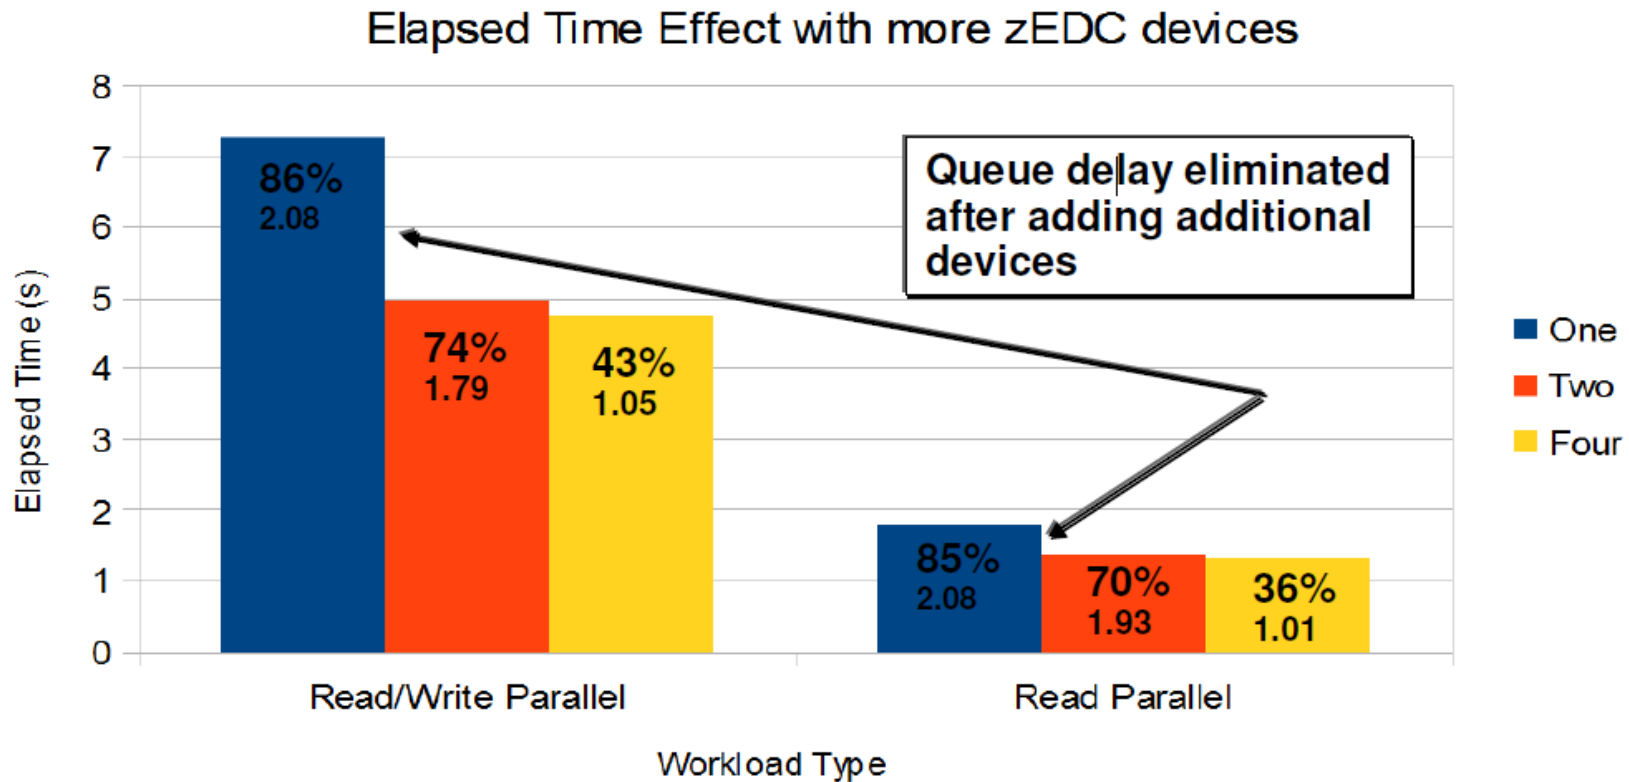 Elapsed Time Effect with more zEDC devices
8
7
6
5
4
3
2
1
0
Elapsed Time (s)
86%
2.08
74%
1.79
43%
1.05
85%
2.08
70%
1.93
36%
1.01
Queue delay eliminated
after adding additional
devices
One
Two
Four
Read/Write Parallel
Read Parallel
Workload Type